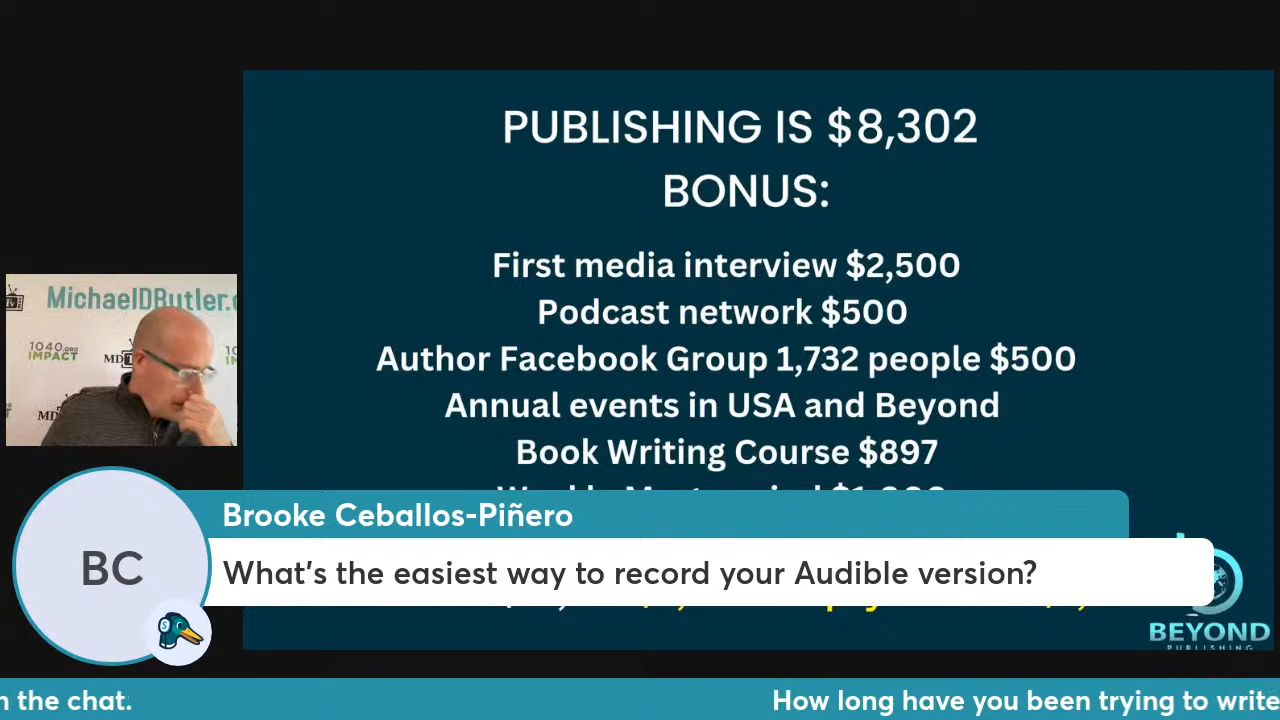 PUBLISHING IS $8,302
BONUS:
First media interview $2,500
Podcast network $500
Author Facebook Group 1,732 people $500
Annual events in USA and Beyond
Book Writing Course $897
MichaelDButler.
1040.ORG
IMPACT
MD
Brooke Ceballos-Piñero
BC
What's the easiest way to record your Audible version?
S
BEYOND
PUBLISHING
n the chat.
How long have you been trying to write